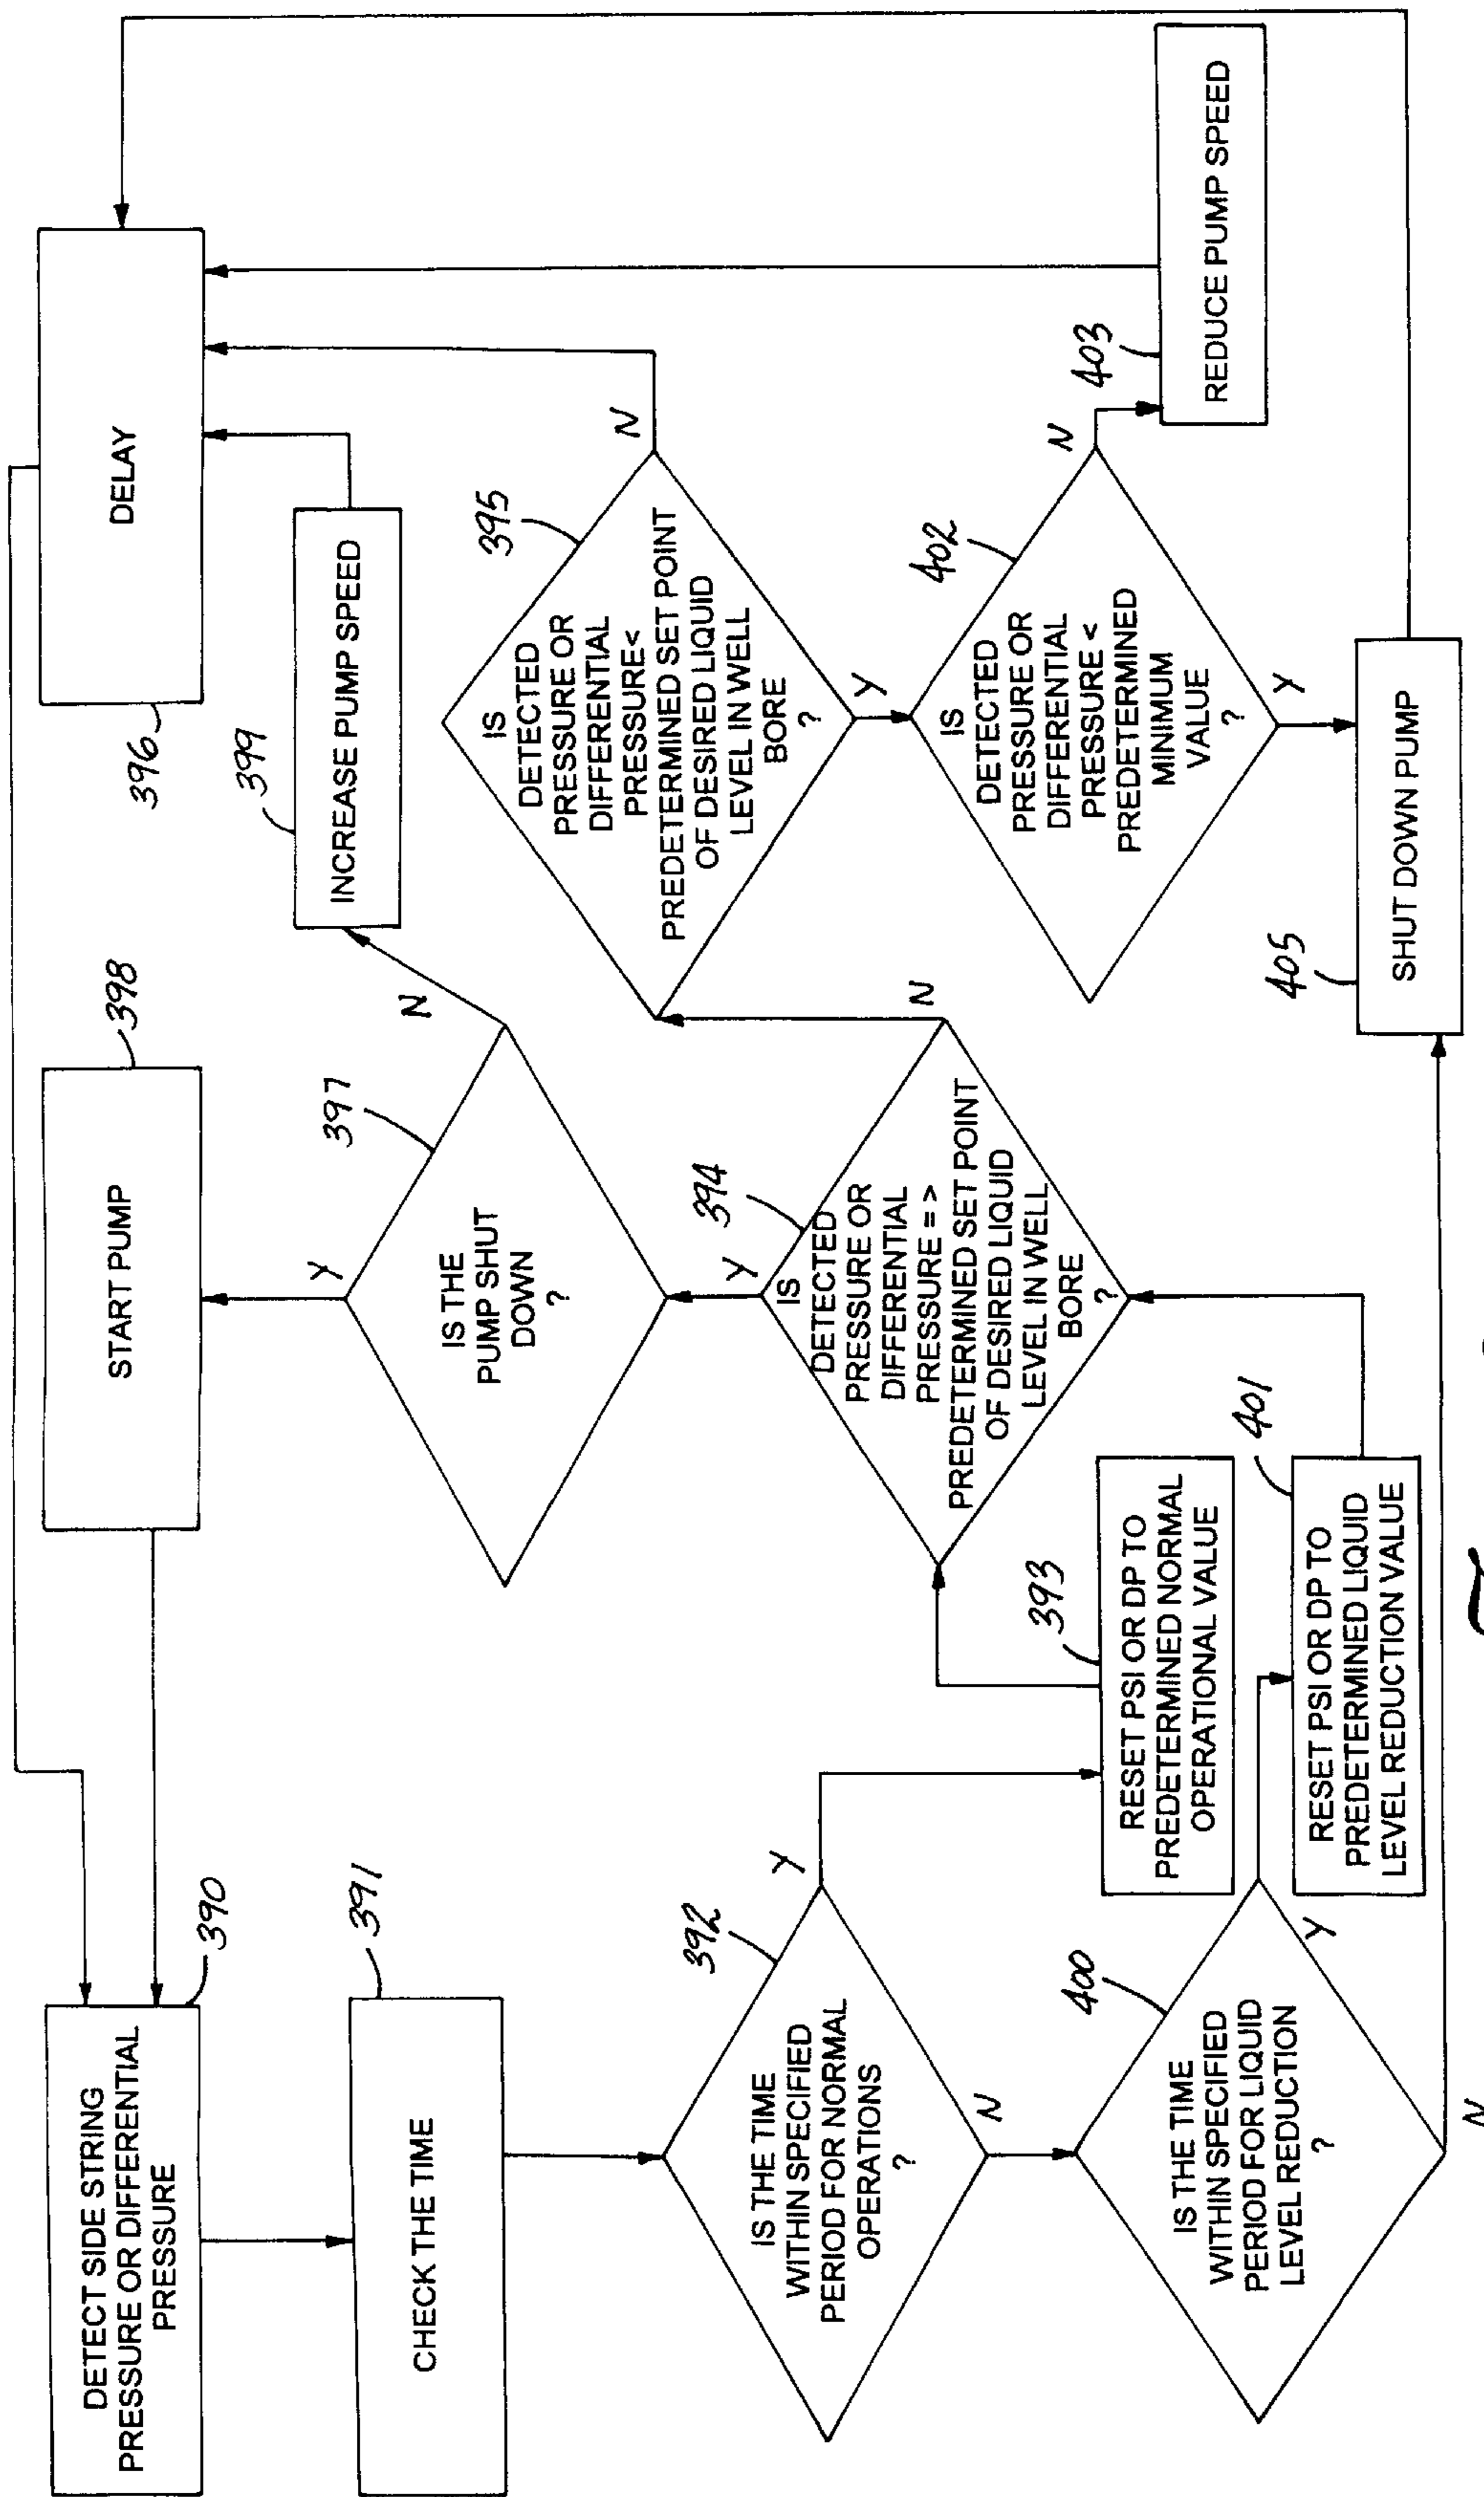 DETECT SIDE STRING
PRESSURE OR DIFFERENTIAL
PRESSURE
390
CHECK THE TIME
391
IS THE TIME
WITHIN SPECIFIED
PERIOD FOR NORMAL
OPERATIONS
?
392
Y
N
IS THE TIME
WITHIN SPECIFIED
PERIOD FOR LIQUID
LEVEL REDUCTION
?
400
Y
N
RESET PSI OR DP TO
PREDETERMINED NORMAL
OPERATIONAL VALUE
393
RESET PSI OR DP TO
PREDETERMINED LIQUID
LEVEL REDUCTION VALUE
401
START PUMP
398
IS THE
PUMP SHUT
DOWN
?
397
Y
N
IS
DETECTED
PRESSURE OR
DIFFERENTIAL
PRESSURE = >
PREDETERMINED SET POINT
OF DESIRED LIQUID
LEVEL IN WELL
BORE
?
394
Y
N
DELAY
396
INCREASE PUMP SPEED
399
IS
DETECTED
PRESSURE OR
DIFFERENTIAL
PRESSURE<
PREDETERMINED SET POINT
OF DESIRED LIQUID
LEVEL IN WELL
BORE
?
395
N
Y
IS
DETECTED
PRESSURE OR
DIFFERENTIAL
PRESSURE <
PREDETERMINED
MINIMUM
VALUE
?
402
N
Y
REDUCE PUMP SPEED
403
SHUT DOWN PUMP
405